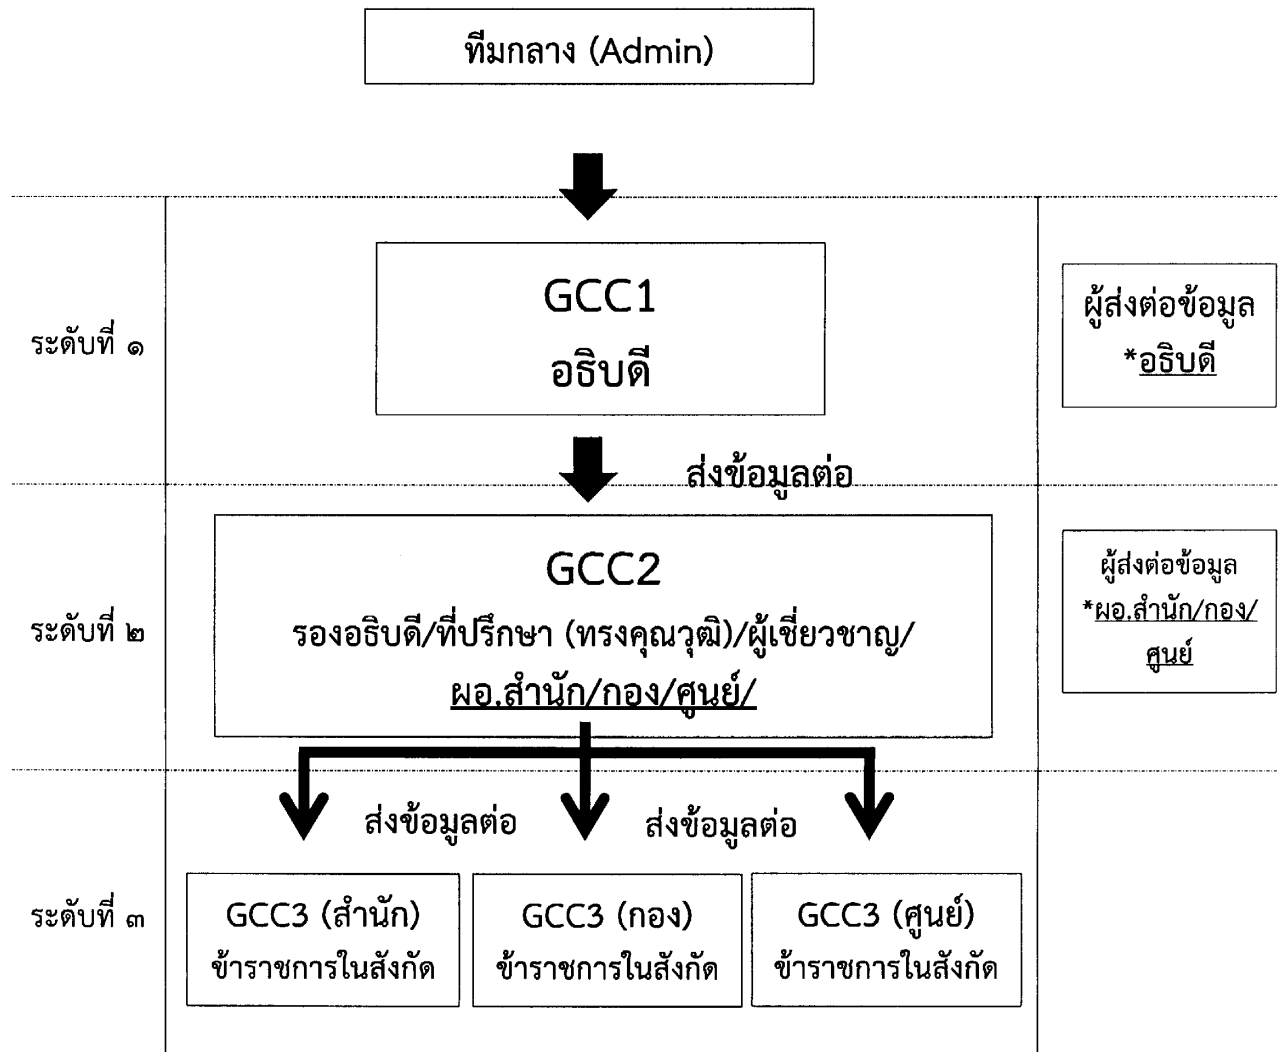 ทีมกลาง (Admin)
GCC1
อธิบดี
ระดับที่ ๑
ผู้ส่งต่อข้อมูล
*อธิบดี
ส่งข้อมูลต่อ
GCC2
รองอธิบดี/ที่ปรึกษา (ทรงคุณวุฒิ)/ผู้เชี่ยวชาญ/
ผอ.สำนัก/กอง/ศูนย์/
ระดับที่ ๒
ผู้ส่งต่อข้อมูล
*ผอ.สำนัก/กอง/
ศูนย์
ส่งข้อมูลต่อ
ส่งข้อมูลต่อ
ระดับที่ ๓
GCC3 (สำนัก)
ข้าราชการในสังกัด
GCC3 (กอง)
ข้าราชการในสังกัด
GCC3 (ศูนย์)
ข้าราชการในสังกัด